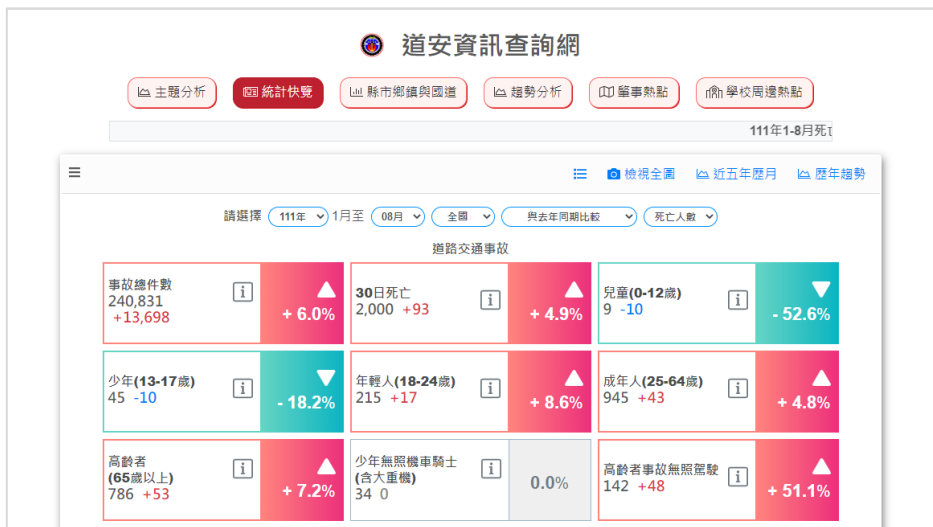 道安資訊查詢網
主題分析
統計快覽
縣市鄉鎮與國道
趨勢分析
肇事熱點
學校周邊熱點
111年1-8月死
檢視全圖
近五年歷月
歷年趨勢
請選擇 111年 1月至 08月 全國 與去年同期比較 死亡人數
道路交通事故
事故總件數
240,831
+13,698
+ 6.0%
30日死亡
2,000 +93
+ 4.9%
兒童(0-12歲)
9 -10
- 52.6%
少年(13-17歲)
45 -10
- 18.2%
年輕人(18-24歲)
215 +17
+ 8.6%
成年人(25-64歲)
945 +43
+ 4.8%
高齡者
(65歲以上)
786 +53
+ 7.2%
少年無照機車騎士
(含大重機)
34 0
0.0%
高齡者事故無照駕駛
142 +48
+ 51.1%